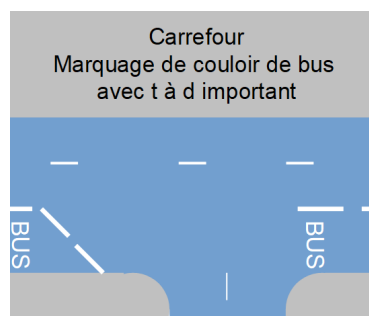 Carrefour
Marquage de couloir de bus
avec t à d important
BUS
BUS